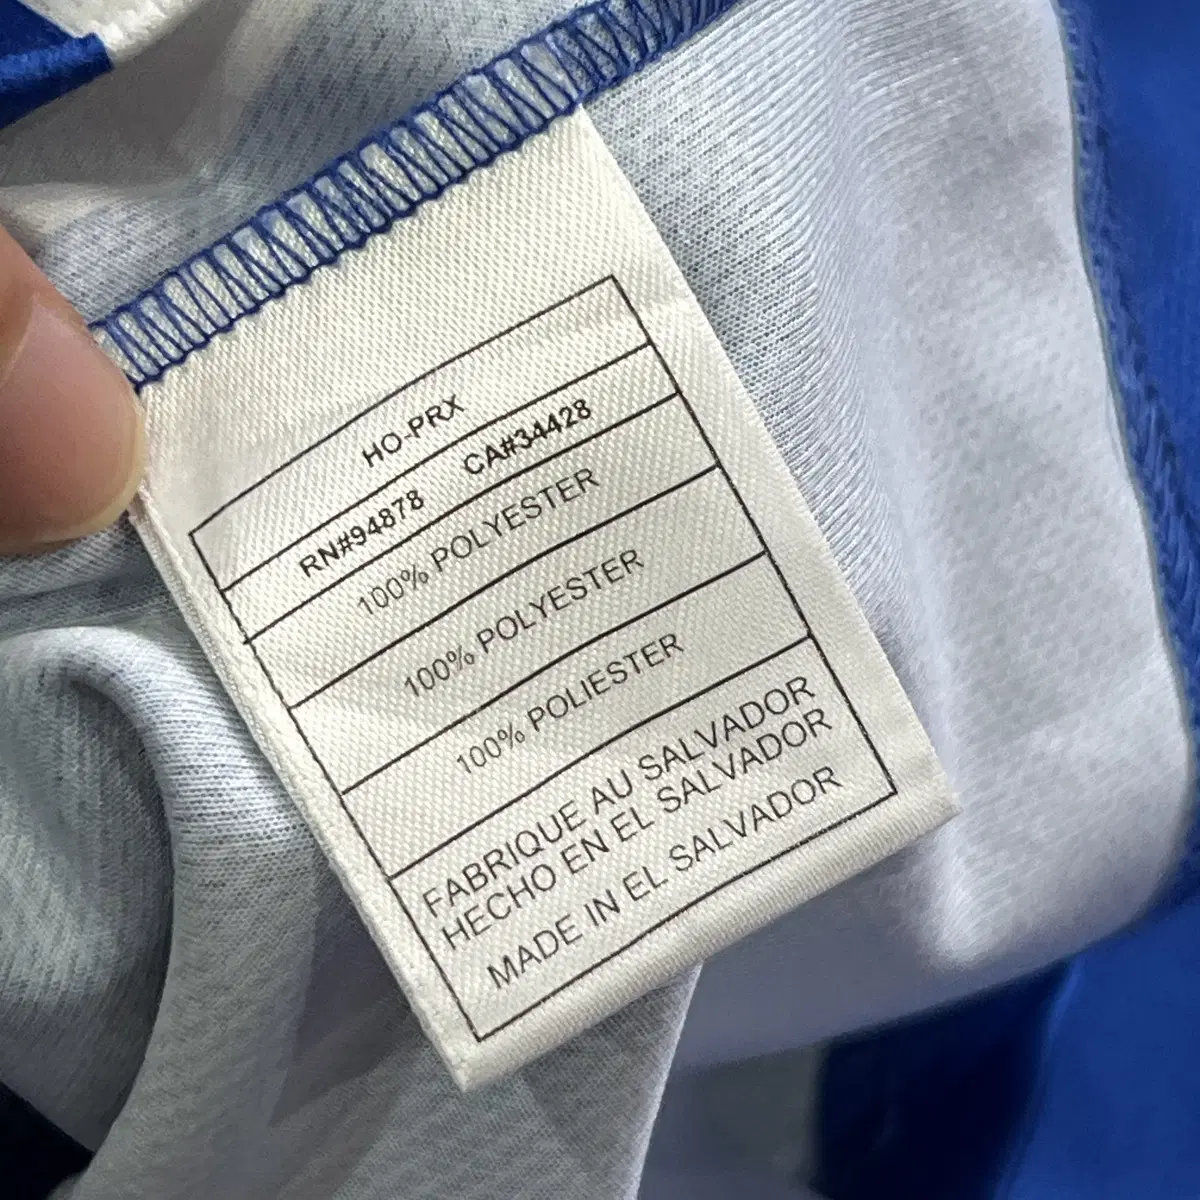 HO-PRX
RN#94878 CA#34428
100% POLYESTER
100% POLYESTER
100% POLIESTER
FABRIQUE AU SALVADOR
HECHO EN EL SALVADOR
MADE IN EL SALVADOR